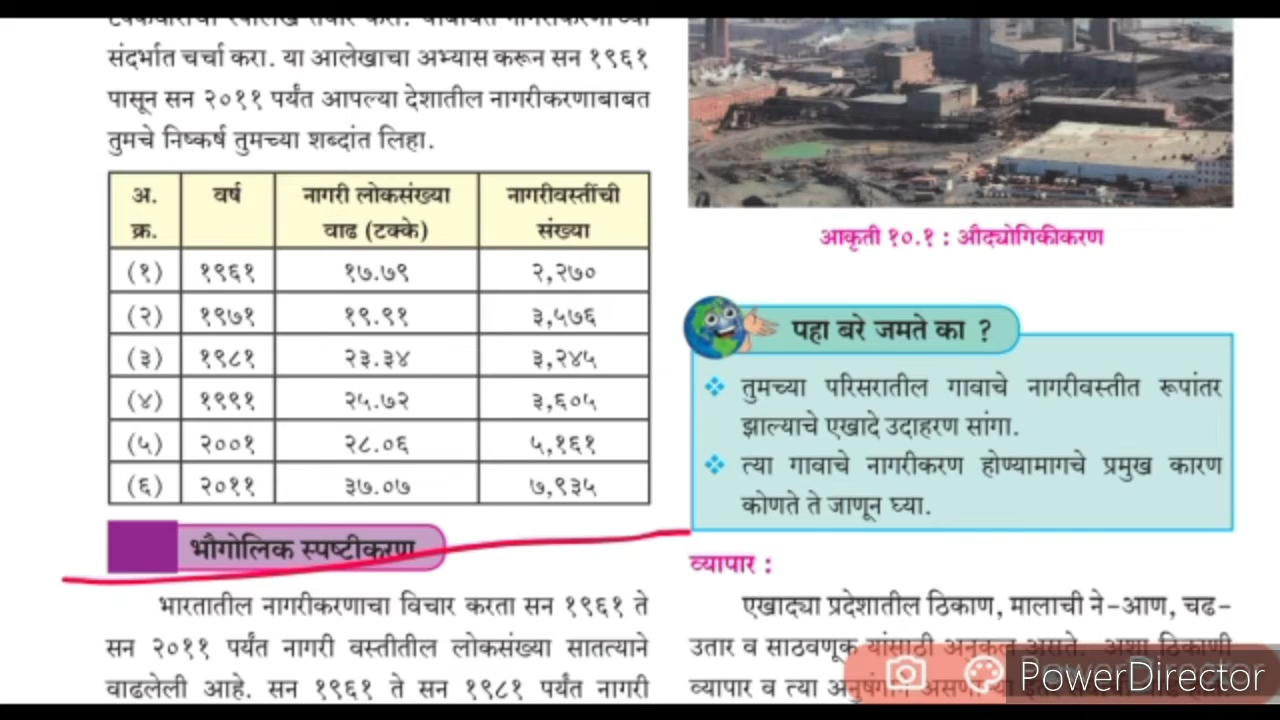 संदर्भात चर्चा करा. या आलेखाचा अभ्यास करून सन १९६१
पासून सन २०११ पर्यंत आपल्या देशातील नागरीकरणाबाबत
तुमचे निष्कर्ष तुमच्या शब्दांत लिहा.
अ. क्र. वर्ष नागरी लोकसंख्या वाढ (टक्के) नागरीवस्तींची संख्या
(१) १९६१ १७.७९ २,२७०
(२) १९७१ १९.९१ ३,५७६
(३) १९८१ २३.३४ ३,२४५
(४) १९९१ २५.७२ ३,६०५
(५) २००१ २८.०६ ५,१६१
(६) २०११ ३७.०७ ७,९३५
भौगोलिक स्पष्टीकरण
भारतातील नागरीकरणाचा विचार करता सन १९६१ ते
सन २०११ पर्यंत नागरी वस्तीतील लोकसंख्या सातत्याने
वाढलेली आहे. सन १९६१ ते सन १९८१ पर्यंत नागरी
आकृती १०.१ : औद्योगिकीकरण
पहा बरे जमते का ?
तुमच्या परिसरातील गावाचे नागरीवस्तीत रूपांतर
झाल्याचे एखादे उदाहरण सांगा.
त्या गावाचे नागरीकरण होण्यामागचे प्रमुख कारण
कोणते ते जाणून घ्या.
व्यापार :
एखाद्या प्रदेशातील ठिकाण, मालाची ने-आण, चढ-
उतार व साठवणूक यांसाठी अनुकूल असते. अशा ठिकाणी
व्यापार व त्या
PowerDirector